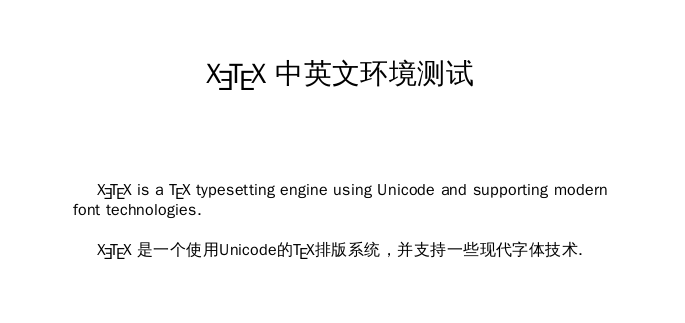 XƎTEX 中英文环境测试
XƎTEX is a TEX typesetting engine using Unicode and supporting modern
font technologies.
XƎTEX 是一个使用Unicode的TEX排版系统，并支持一些现代字体技术.